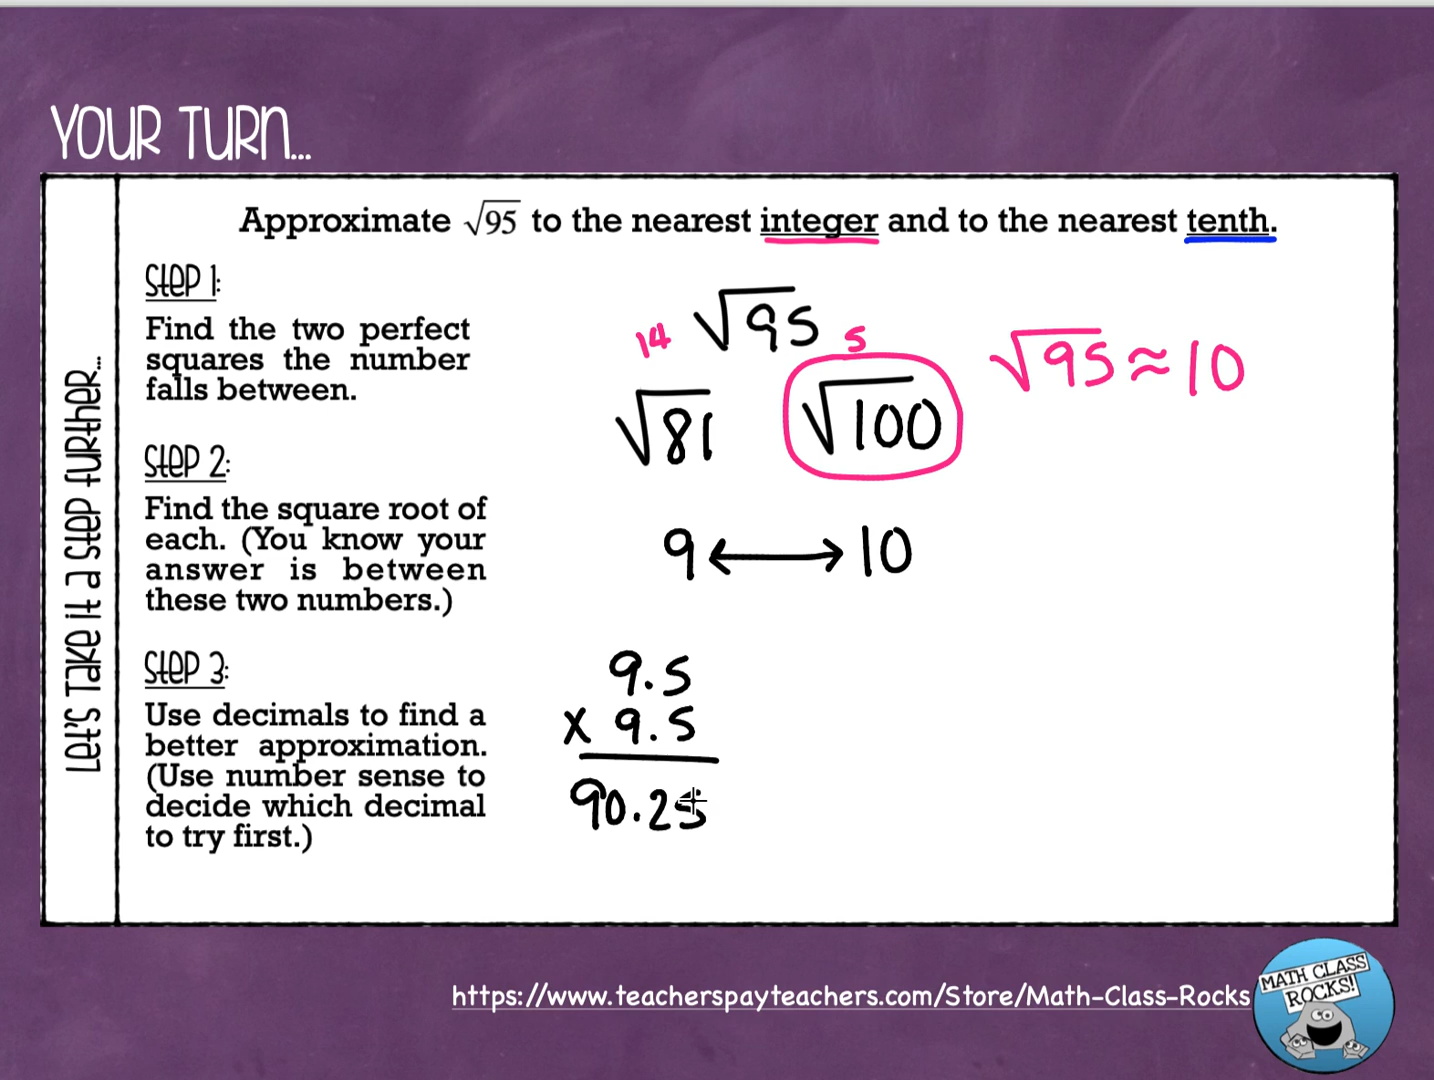 YOUR TURN...
Let's take it a step further...
Approximate √95 to the nearest integer and to the nearest tenth.
Step 1:
Find the two perfect
squares the number
falls between.
Step 2:
Find the square root of
each. (You know your
answer is between
these two numbers.)
Step 3:
Use decimals to find a
better approximation.
(Use number sense to
decide which decimal
to try first.)
√95
14 5
√81 √100
√95 ≈ 10
9 ↔ 10
9.5
x 9.5
90.25
https://www.teacherspayteachers.com/Store/Math-Class-Rocks
MATH CLASS
ROCKS!